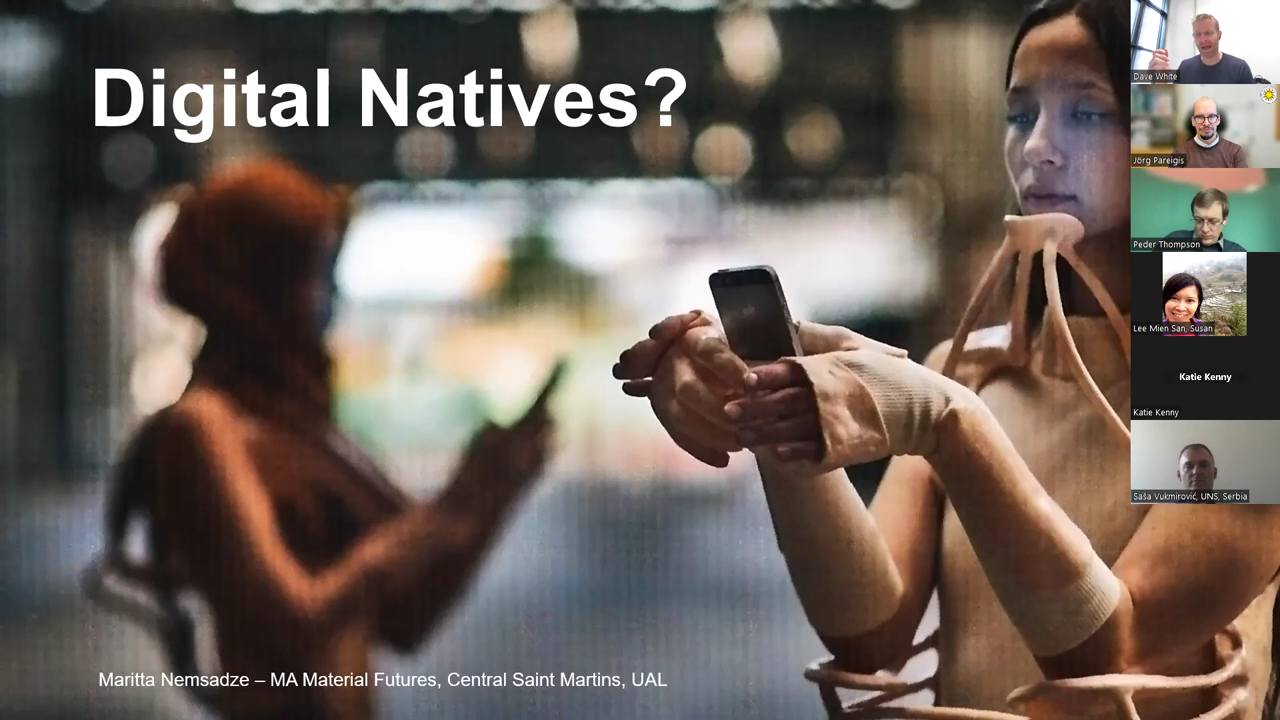 Digital Natives?
Maritta Nemsadze – MA Material Futures, Central Saint Martins, UAL
Dave White
Jörg Pareigis
Peder Thompson
Lee Mien San, Susan
Katie Kenny
Katie Kenny
Saša Vukmirović, UNS, Serbia